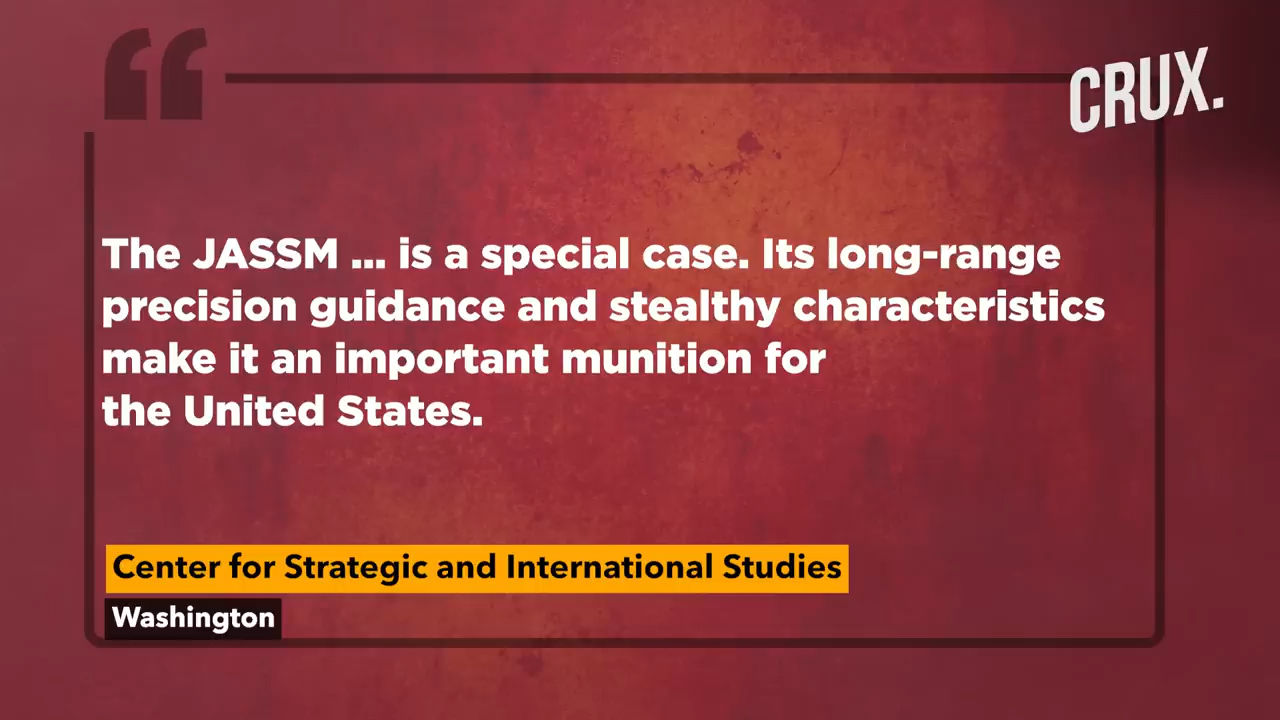 CRUX.
The JASSM ... is a special case. Its long-range
precision guidance and stealthy characteristics
make it an important munition for
the United States.
Center for Strategic and International Studies
Washington